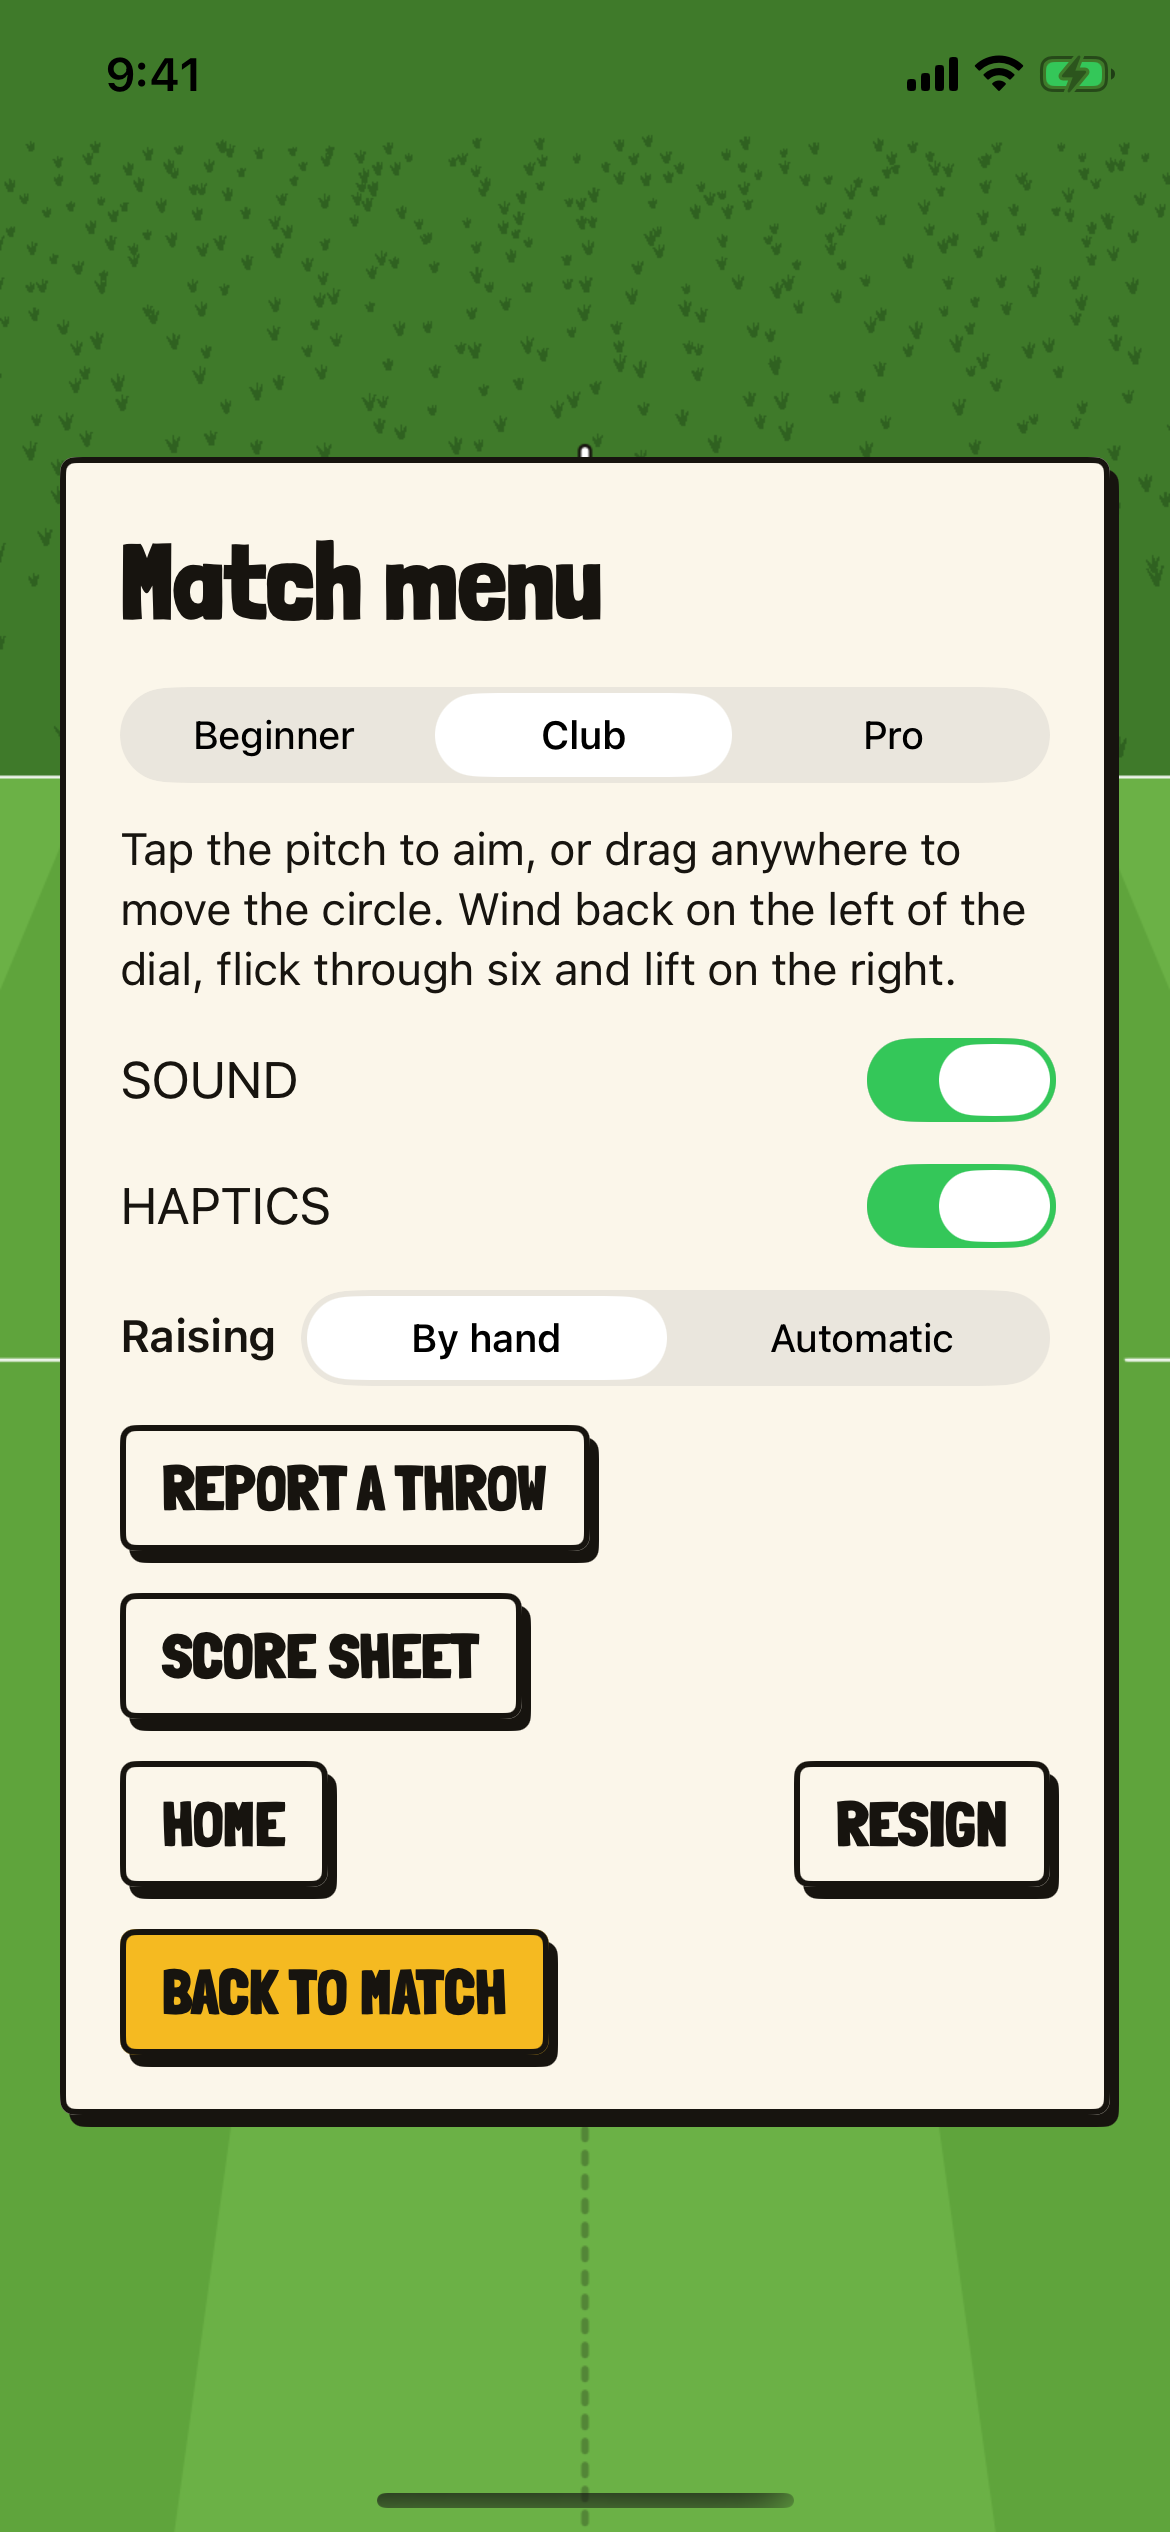 9:41
Match menu
Beginner Club Pro
Tap the pitch to aim, or drag anywhere to
move the circle. Wind back on the left of the
dial, flick through six and lift on the right.
SOUND
HAPTICS
Raising By hand Automatic
REPORT A THROW
SCORE SHEET
HOME RESIGN
BACK TO MATCH